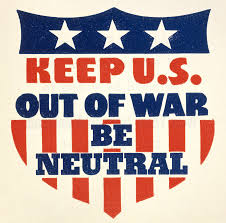 KEEP U.S.
OUT OF WAR
BE
NEUTRAL